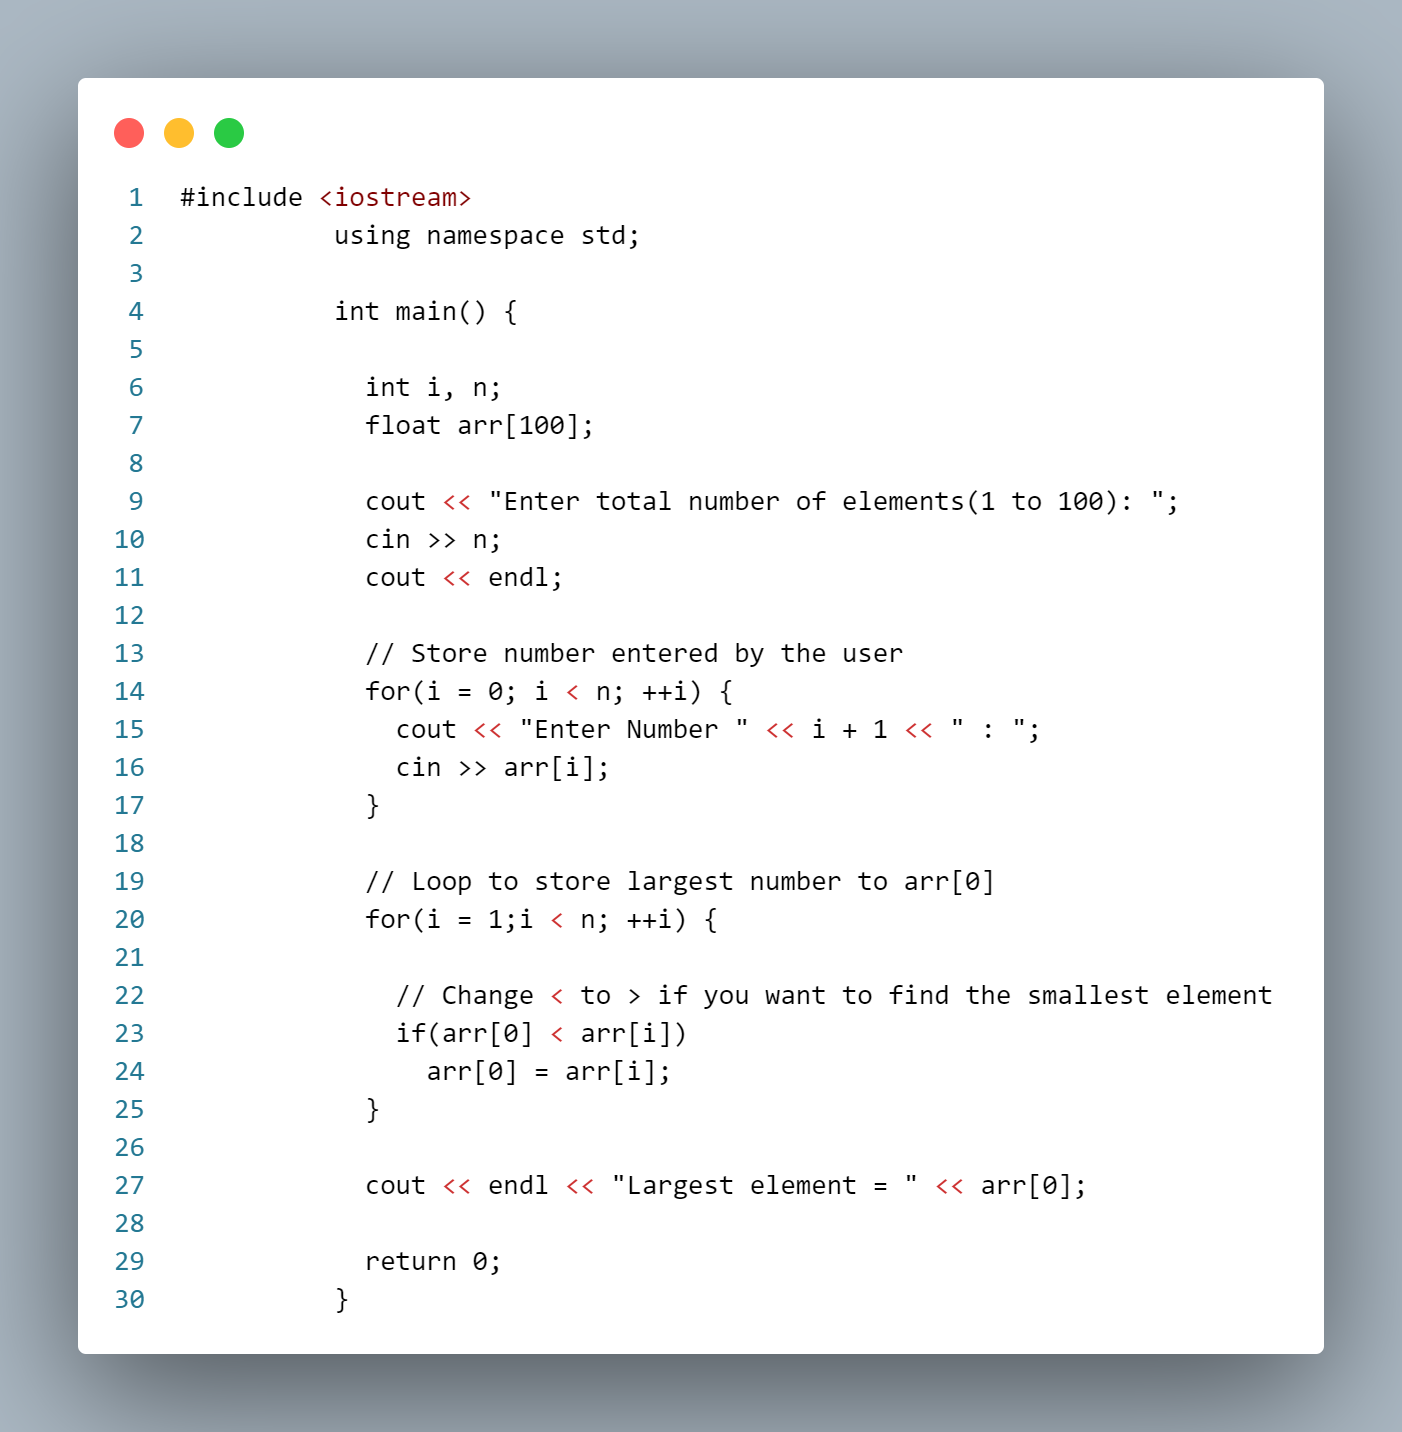 1 #include <iostream>
2 using namespace std;
3
4 int main() {
5
6 int i, n;
7 float arr[100];
8
9 cout << "Enter total number of elements(1 to 100): ";
10 cin >> n;
11 cout << endl;
12
13 // Store number entered by the user
14 for(i = 0; i < n; ++i) {
15 cout << "Enter Number " << i + 1 << " : ";
16 cin >> arr[i];
17 }
18
19 // Loop to store largest number to arr[0]
20 for(i = 1;i < n; ++i) {
21
22 // Change < to > if you want to find the smallest element
23 if(arr[0] < arr[i])
24 arr[0] = arr[i];
25 }
26
27 cout << endl << "Largest element = " << arr[0];
28
29 return 0;
30 }